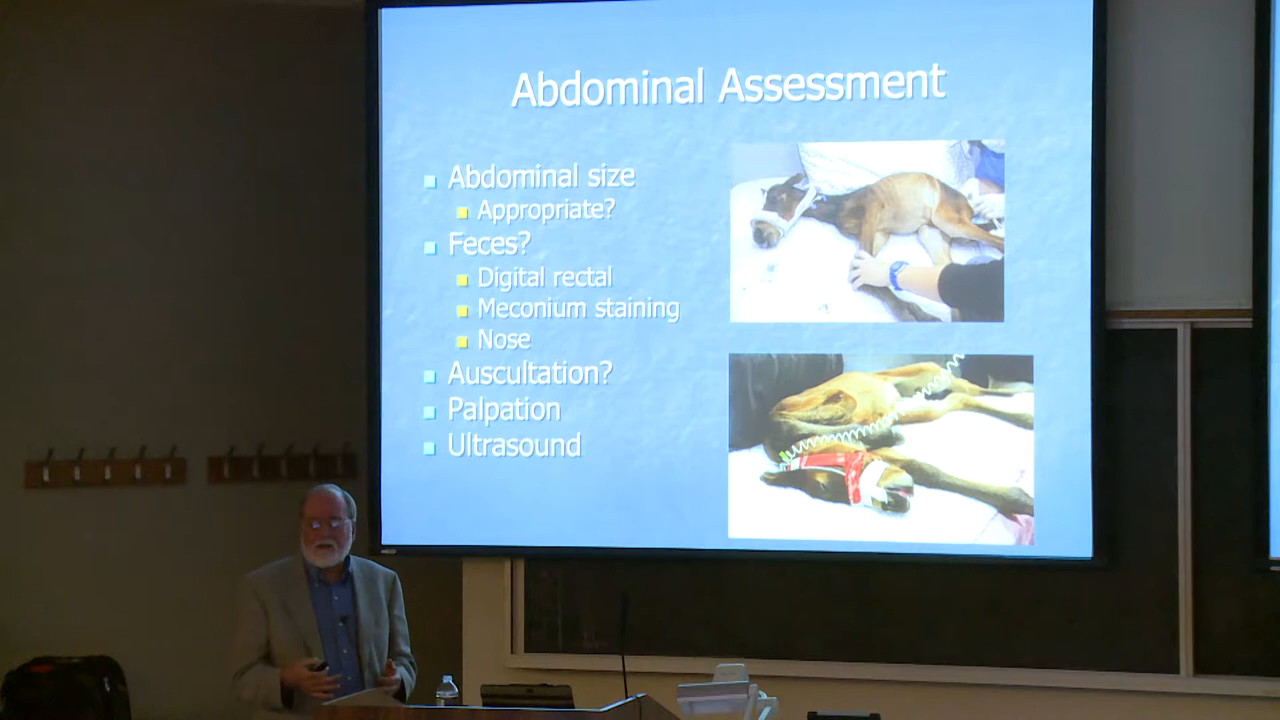 Abdominal Assessment
Abdominal size
Appropriate?
Feces?
Digital rectal
Meconium staining
Nose
Auscultation?
Palpation
Ultrasound